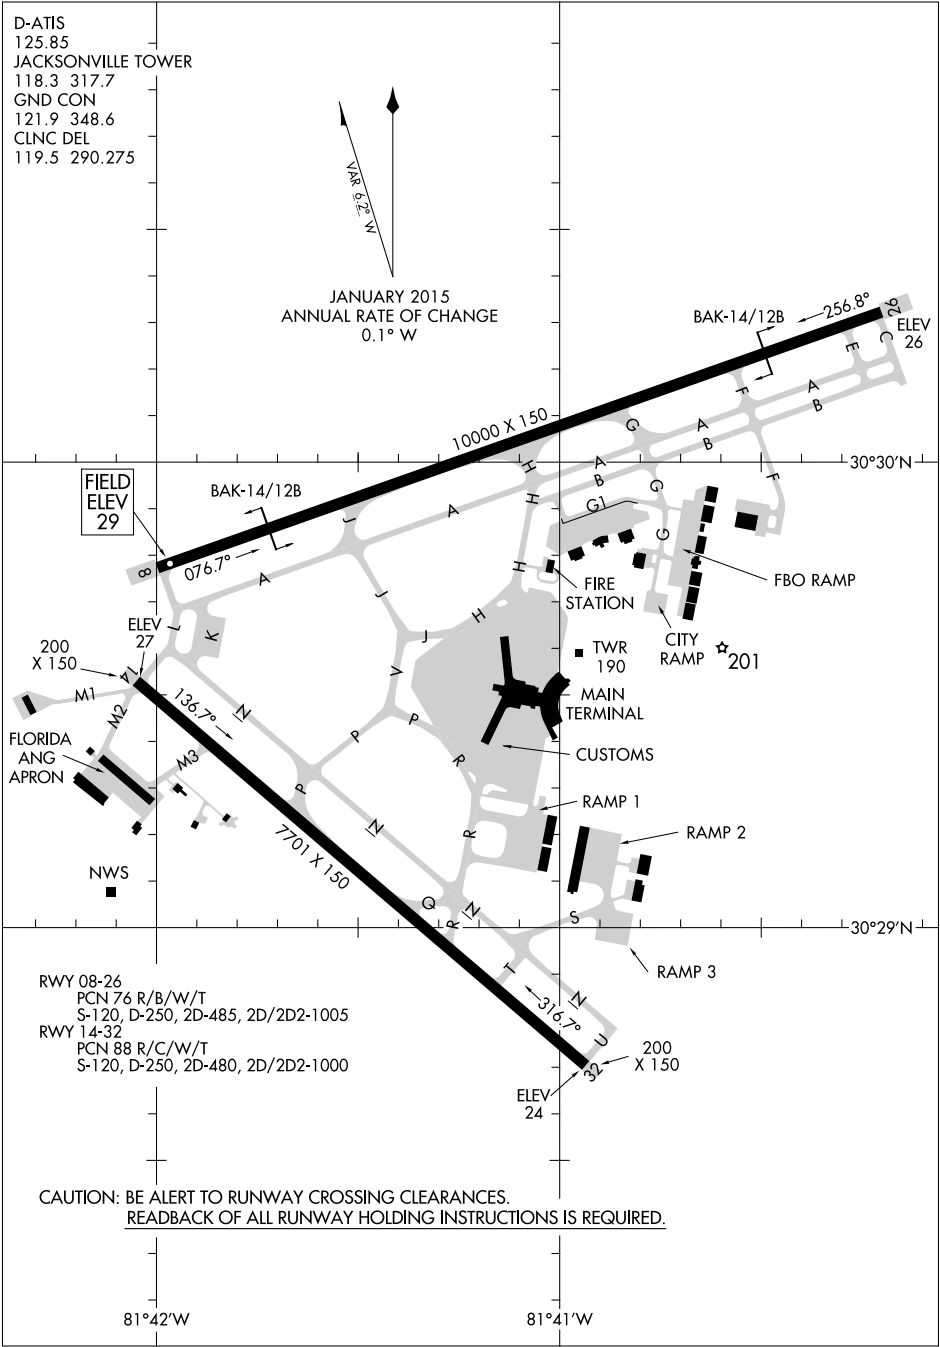 D-ATIS
125.85
JACKSONVILLE TOWER
118.3 317.7
GND CON
121.9 348.6
CLNC DEL
119.5 290.275
VAR 6.2° W
JANUARY 2015
ANNUAL RATE OF CHANGE
0.1° W
BAK-14/12B
256.8°
26
ELEV
26
C
E
F
A
B
10000 X 150
G
A
B
H
A
B
F
30°30'N
FIELD
ELEV
29
BAK-14/12B
J
A
H
G1
G
G
8
076.7°
A
H
FIRE
STATION
FBO RAMP
J
H
CITY
RAMP
201
TWR
190
ELEV
27
L
K
J
200
X 150
14
V
M1
M2
136.7°
N
P
P
MAIN
TERMINAL
CUSTOMS
FLORIDA
ANG
APRON
M3
R
P
RAMP 1
7701 X 150
N
R
RAMP 2
NWS
Q
N
R
S
30°29'N
T
RAMP 3
316.7°
N
U
32
200
X 150
ELEV
24
RWY 08-26
PCN 76 R/B/W/T
S-120, D-250, 2D-485, 2D/2D2-1005
RWY 14-32
PCN 88 R/C/W/T
S-120, D-250, 2D-480, 2D/2D2-1000
CAUTION: BE ALERT TO RUNWAY CROSSING CLEARANCES.
READBACK OF ALL RUNWAY HOLDING INSTRUCTIONS IS REQUIRED.
81°42'W
81°41'W